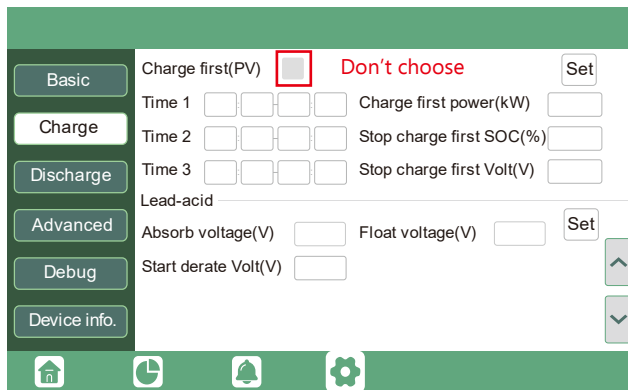 Basic
Charge
Discharge
Advanced
Debug
Device info.
Charge first(PV) Don't choose Set
Time 1 : - : Charge first power(kW)
Time 2 : - : Stop charge first SOC(%)
Time 3 : - : Stop charge first Volt(V)
Lead-acid
Absorb voltage(V) Float voltage(V) Set
Start derate Volt(V)